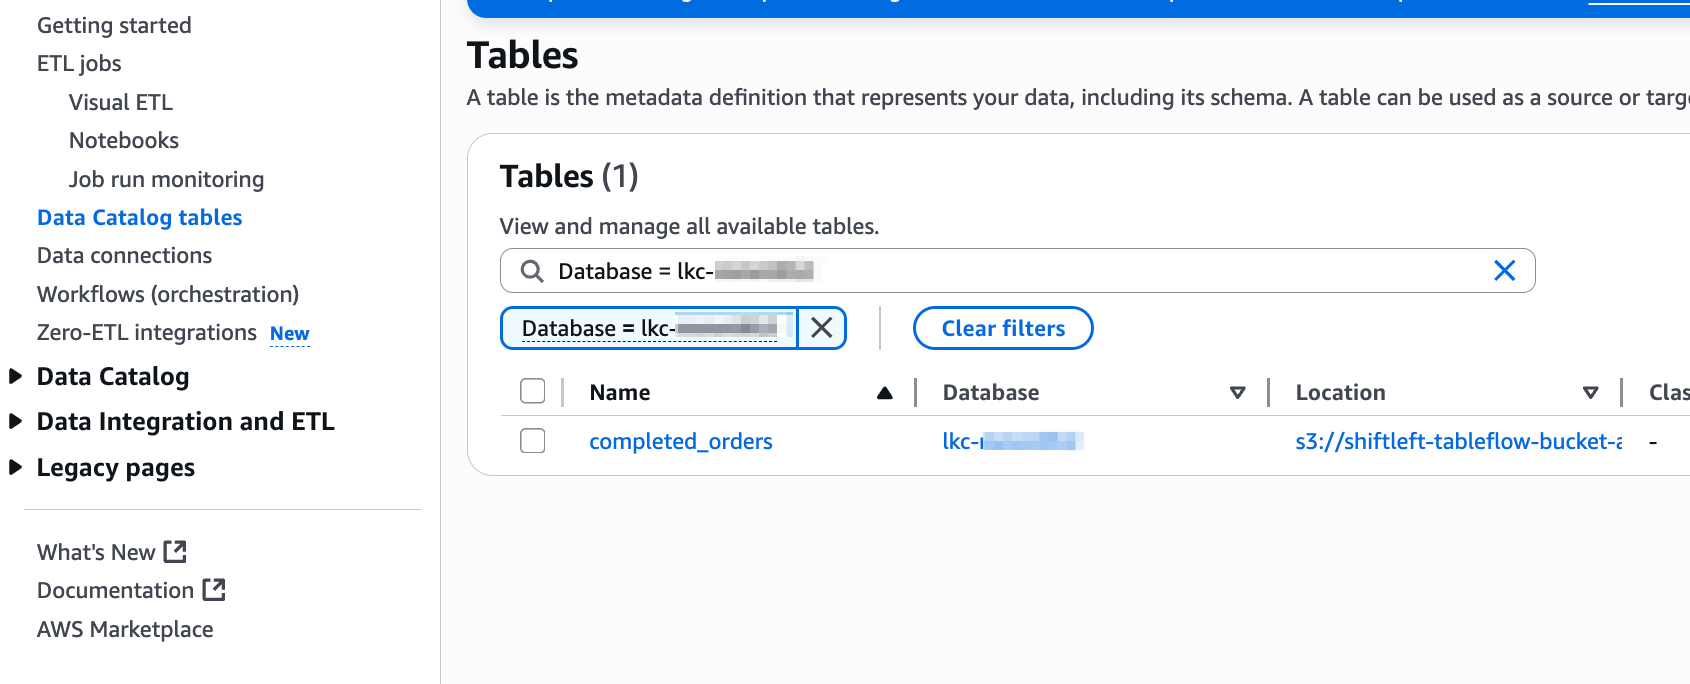 Getting started
ETL jobs
Visual ETL
Notebooks
Job run monitoring
Data Catalog tables
Data connections
Workflows (orchestration)
Zero-ETL integrations New
Data Catalog
Data Integration and ETL
Legacy pages
What's New
Documentation
AWS Marketplace
Tables
A table is the metadata definition that represents your data, including its schema. A table can be used as a source or targ
Tables (1)
View and manage all available tables.
Database = lkc-
Database = lkc-
Clear filters
Name Database Location Clas
completed_orders lkc- s3://shiftleft-tableflow-bucket-a -